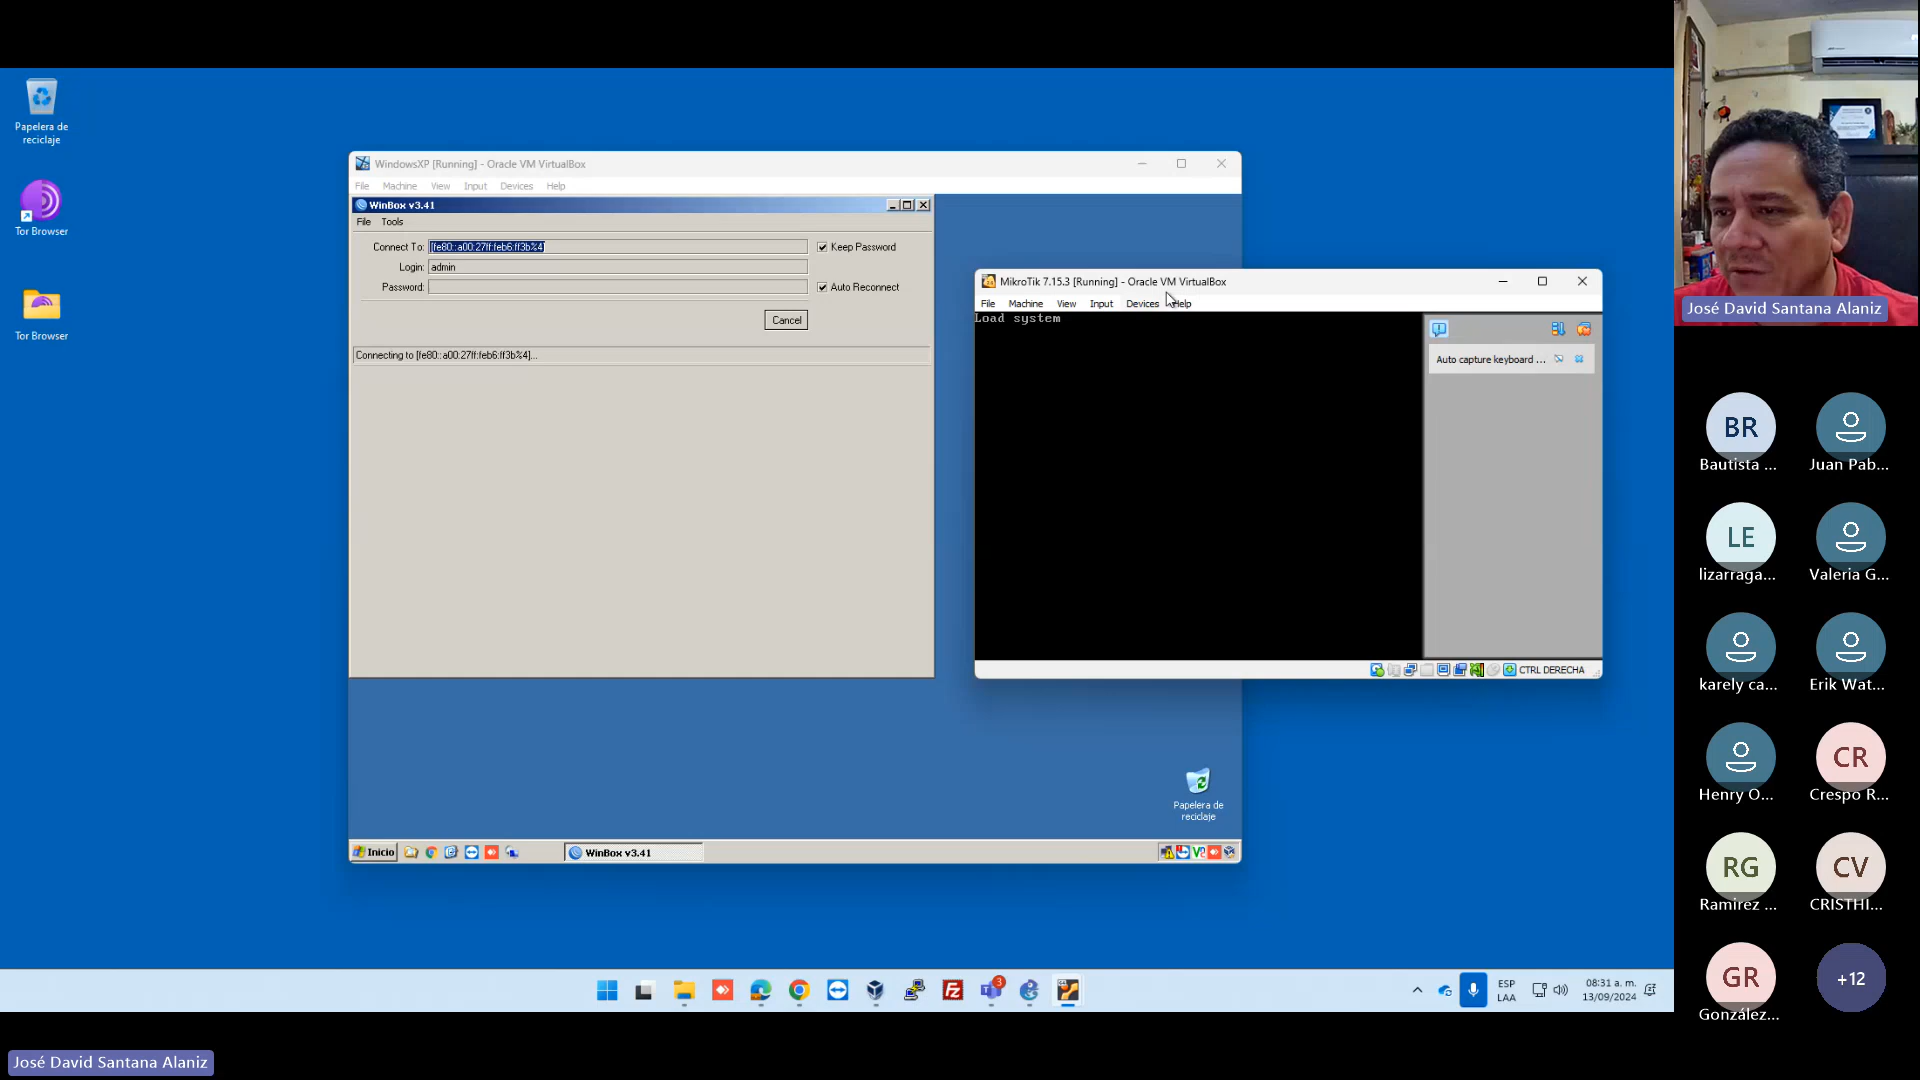 Papelera de
reciclaje
Tor Browser
Tor Browser
WindowsXP [Running] - Oracle VM VirtualBox
File Machine View Input Devices Help
WinBox v3.41
File Tools
Connect To: [fe80::a00:27ff:feb6:ff3b%4] Keep Password
Login: admin
Password: Auto Reconnect
Cancel
Connecting to [fe80::a00:27ff:feb6:ff3b%4]...
Papelera de
reciclaje
Inicio WinBox v3.41
MikroTik 7.15.3 [Running] - Oracle VM VirtualBox
File Machine View Input Devices Help
Load system
Auto capture keyboard ...
CTRL DERECHA
José David Santana Alaniz
BR
Bautista ... Juan Pab...
LE
lizarraga... Valeria G...
karely ca... Erik Wat...
CR
Henry O... Crespo R...
RG CV
Ramirez ... CRISTHI...
GR +12
González...
3
ESP
LAA
08:31 a. m.
13/09/2024
José David Santana Alaniz